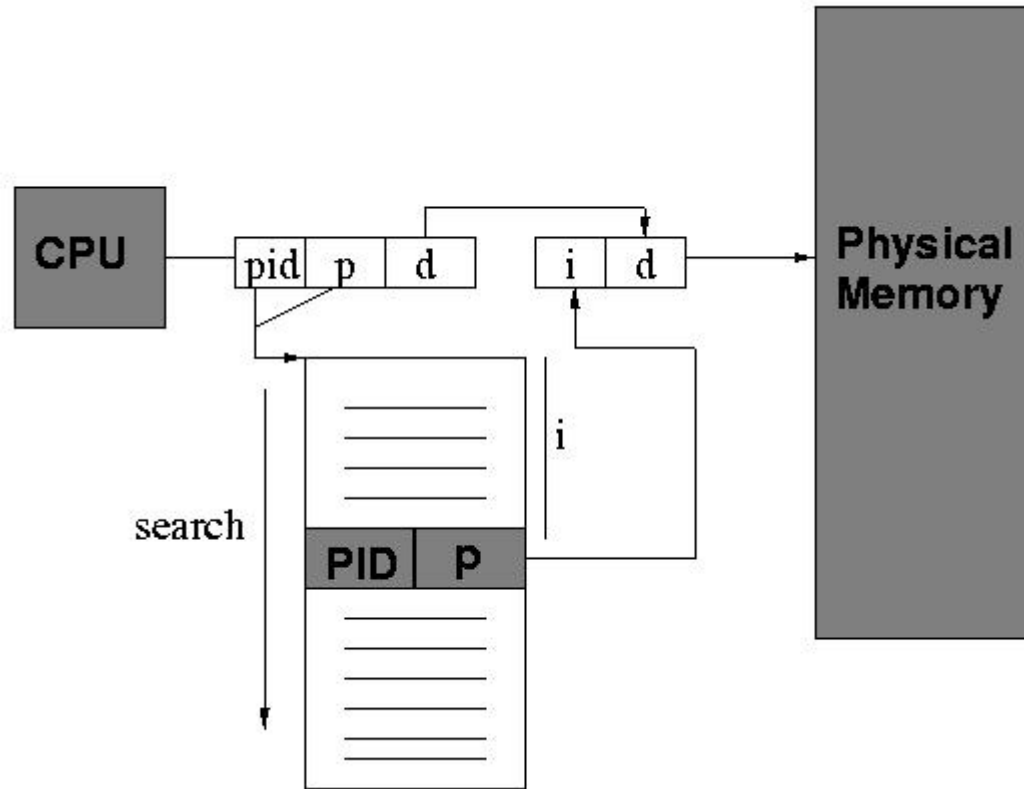 CPU
pid p d
i d
Physical
Memory
i
search
PID p